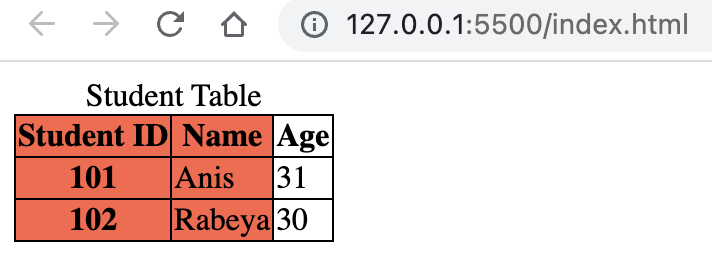 127.0.0.1:5500/index.html
Student Table
Student ID Name Age
101 Anis 31
102 Rabeya 30